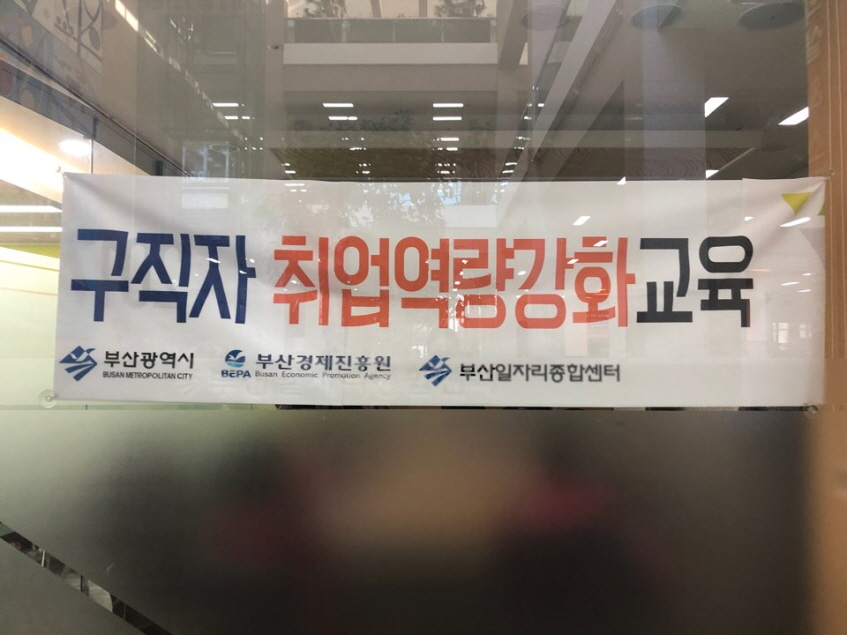 구직자 취업역량강화교육
부산광역시 BEPA 부산경제진흥원 부산일자리종합센터
BUSAN METROPOLITAN CITY Busan Economic Promotion Agency